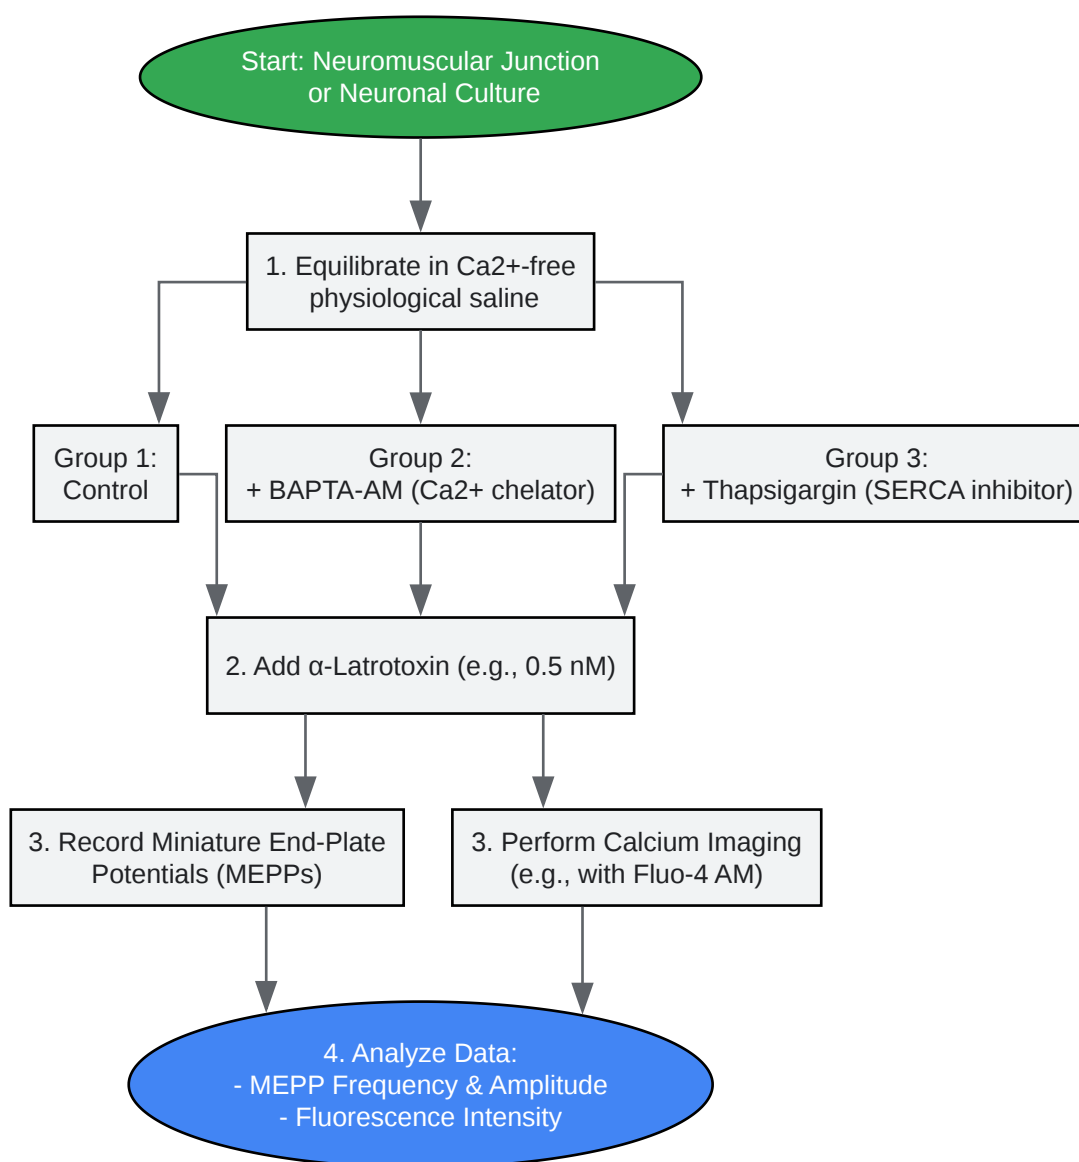 Start: Neuromuscular Junction
or Neuronal Culture
1. Equilibrate in Ca2+-free
physiological saline
Group 1:
Control
Group 2:
+ BAPTA-AM (Ca2+ chelator)
Group 3:
+ Thapsigargin (SERCA inhibitor)
2. Add α-Latrotoxin (e.g., 0.5 nM)
3. Record Miniature End-Plate
Potentials (MEPPs)
3. Perform Calcium Imaging
(e.g., with Fluo-4 AM)
4. Analyze Data:
- MEPP Frequency & Amplitude
- Fluorescence Intensity